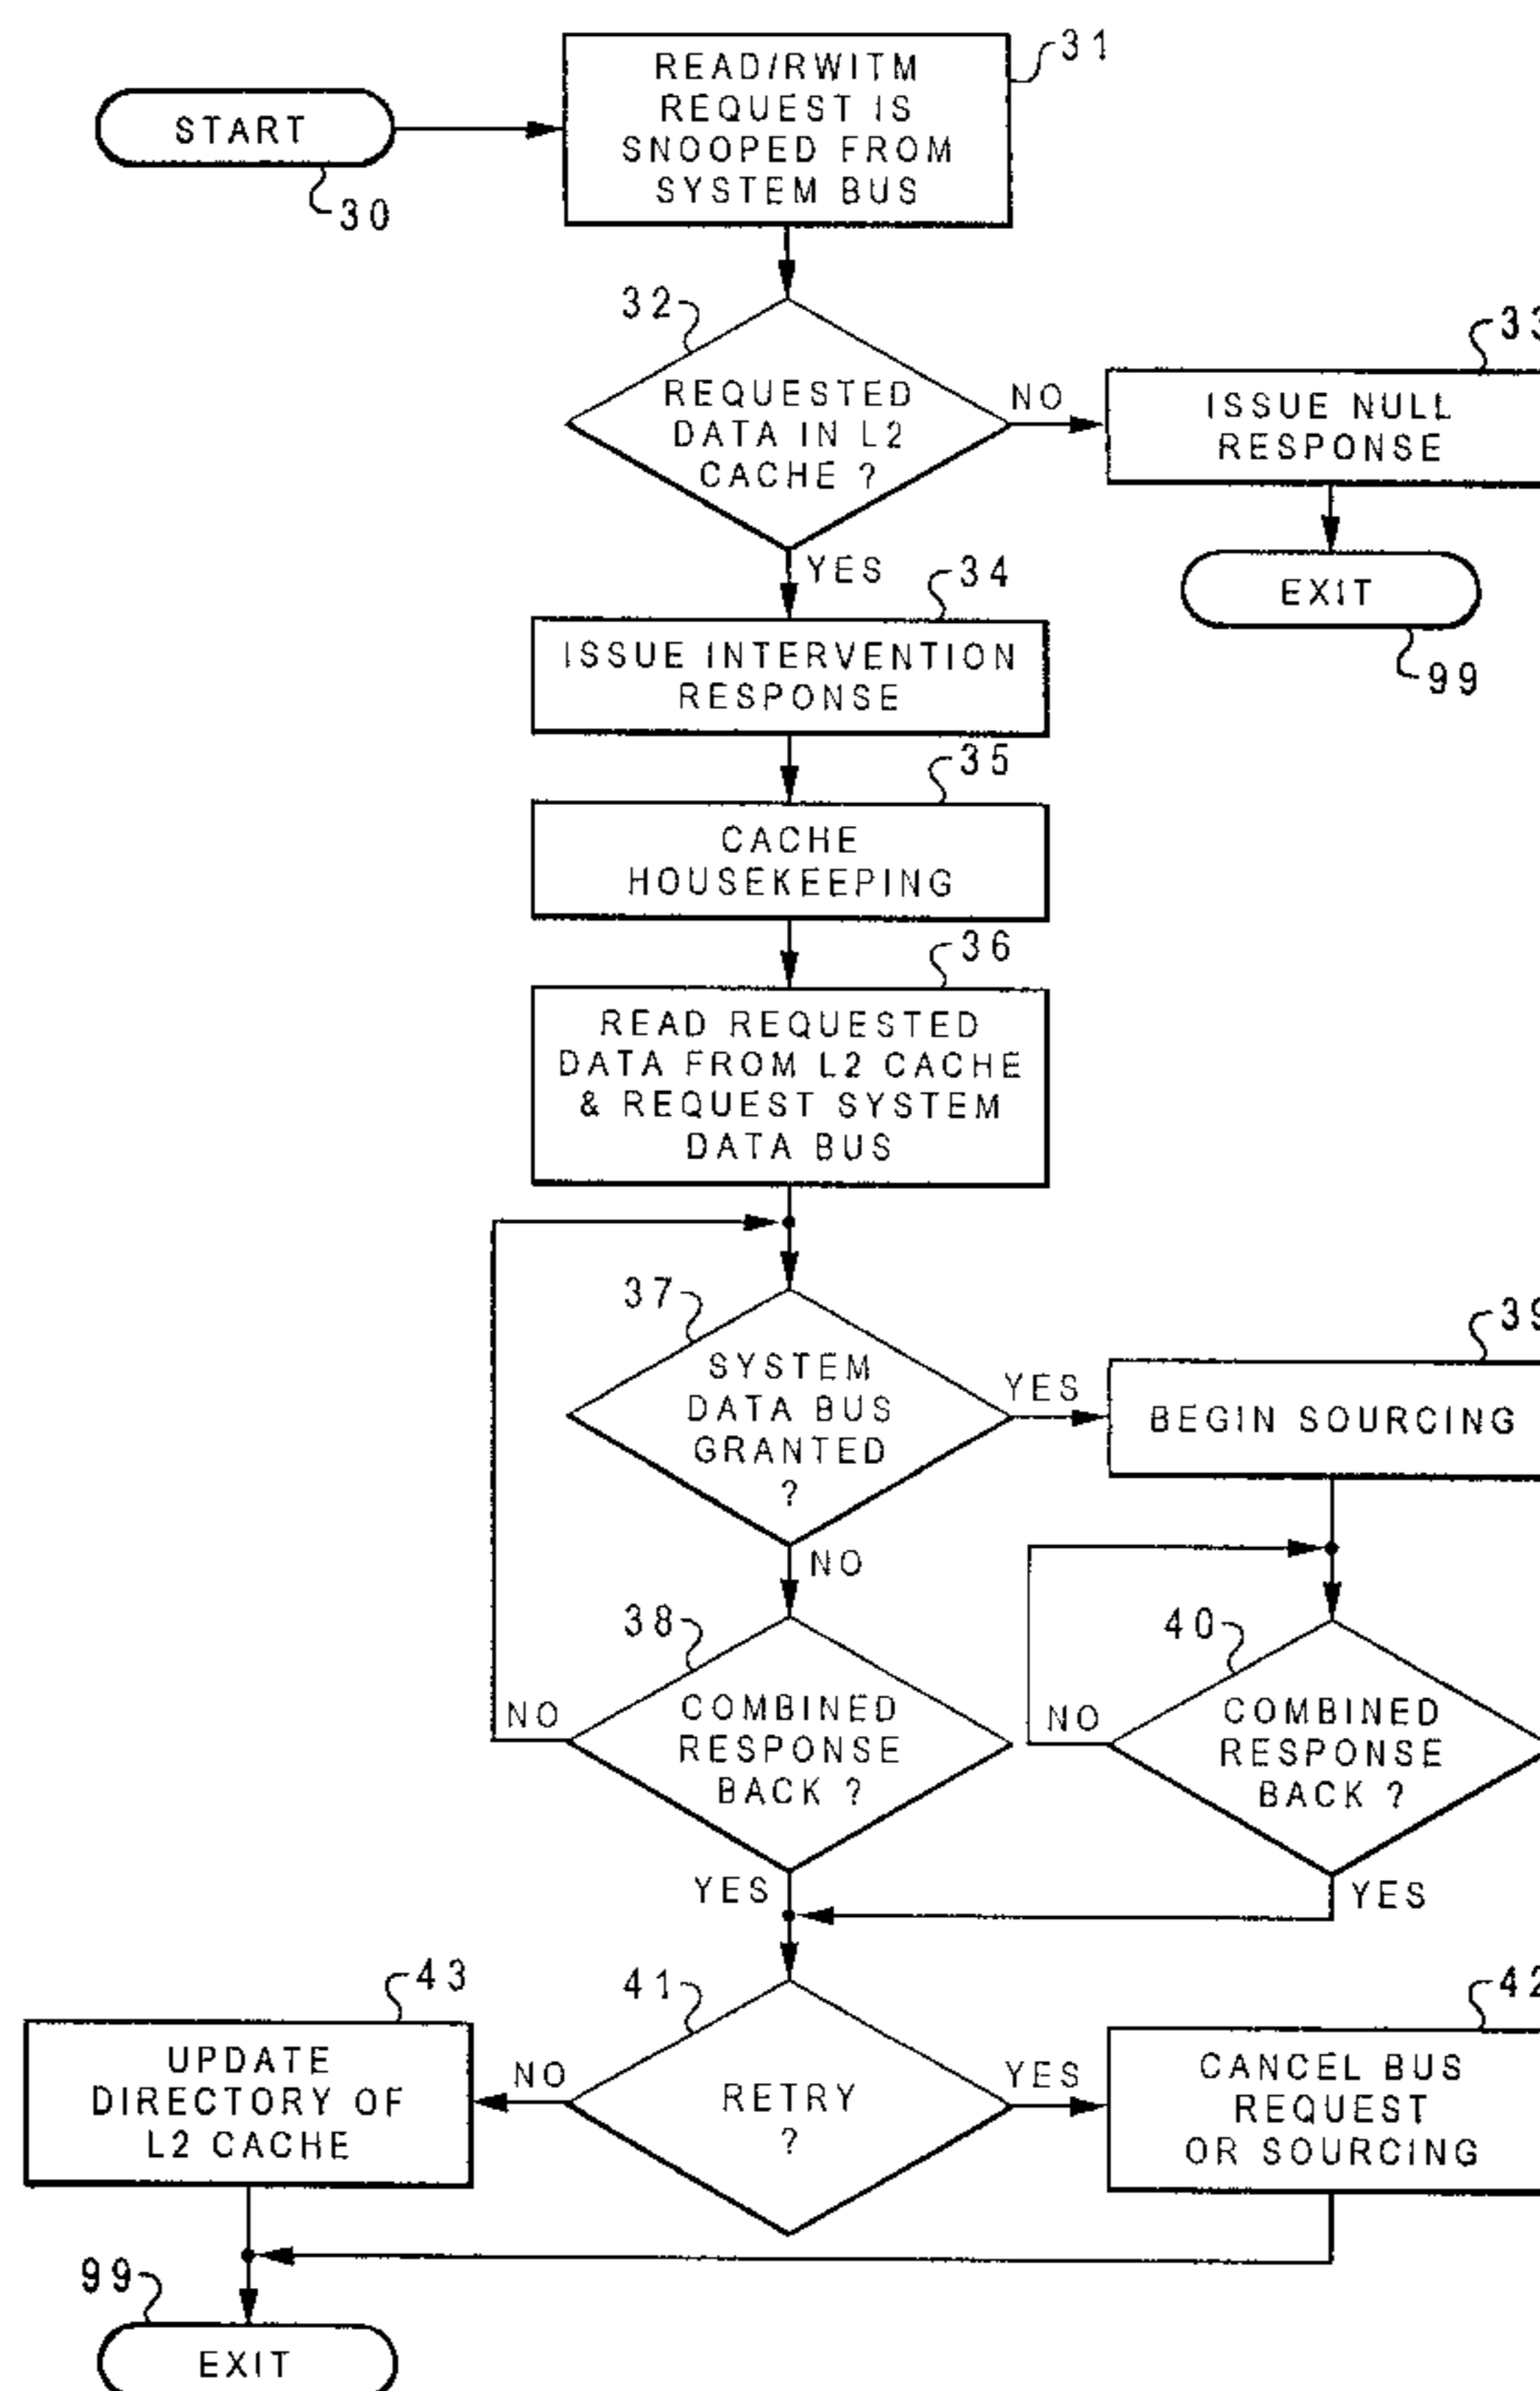 31
READ/RWITM
REQUEST IS
SNOOPED FROM
SYSTEM BUS
START
30
32
REQUESTED
DATA IN L2
CACHE ?
NO
33
ISSUE NULL
RESPONSE
YES
EXIT
99
34
ISSUE INTERVENTION
RESPONSE
35
CACHE
HOUSEKEEPING
36
READ REQUESTED
DATA FROM L2 CACHE
& REQUEST SYSTEM
DATA BUS
37
SYSTEM
DATA BUS
GRANTED
?
YES
39
BEGIN SOURCING
NO
38
COMBINED
RESPONSE
BACK ?
NO
YES
40
COMBINED
RESPONSE
BACK ?
NO
YES
41
RETRY
?
NO
YES
43
UPDATE
DIRECTORY OF
L2 CACHE
42
CANCEL BUS
REQUEST
OR SOURCING
99
EXIT